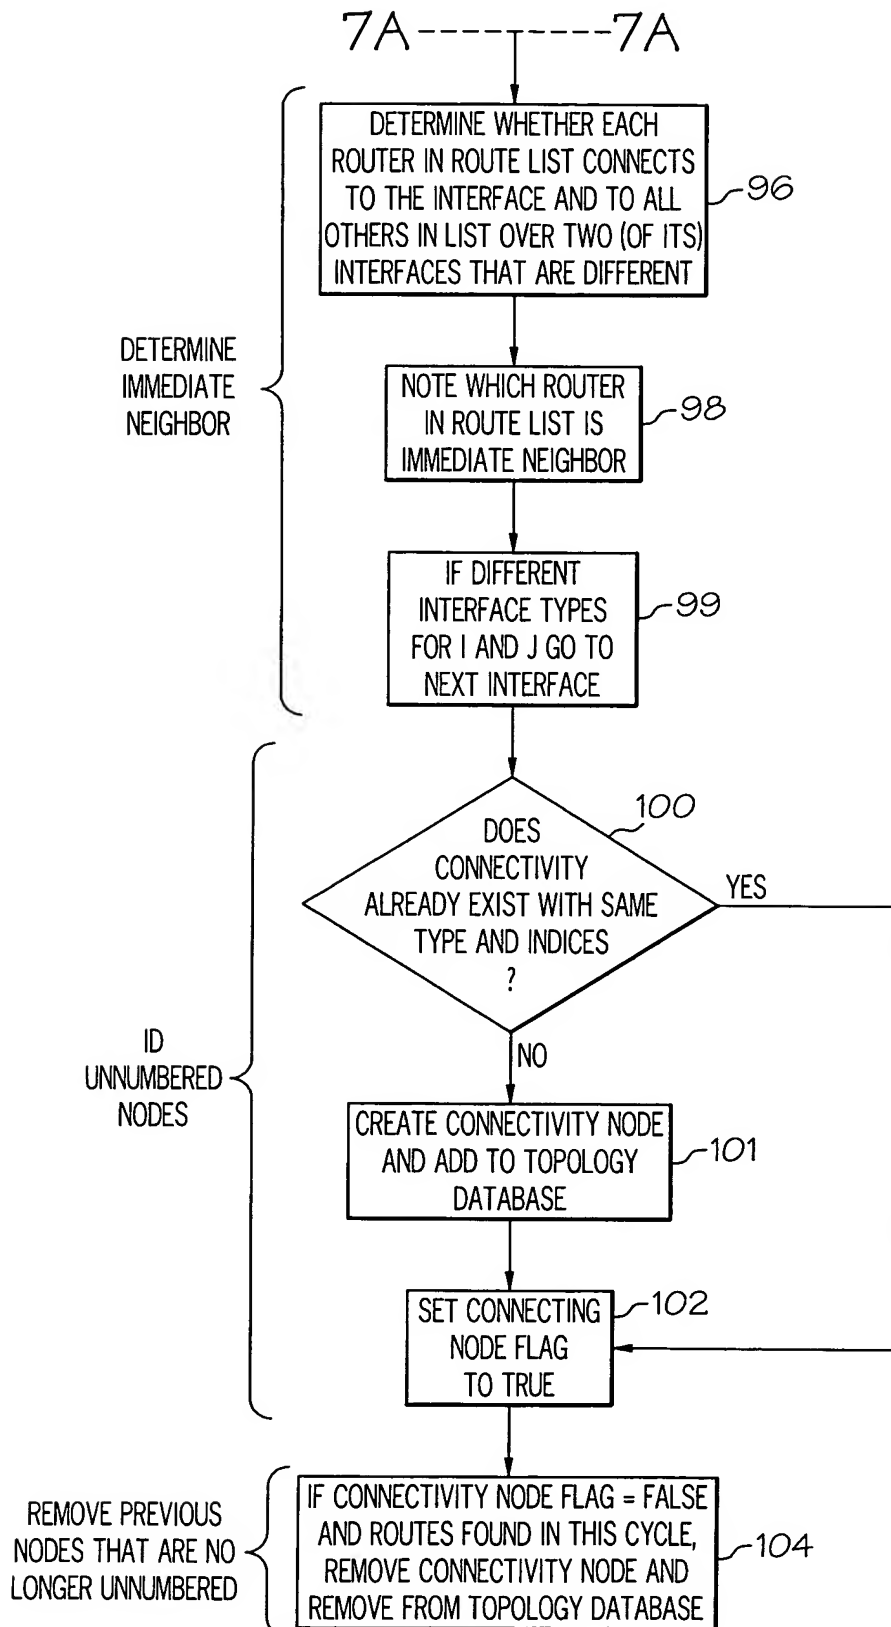 7A-----------7A
DETERMINE WHETHER EACH
ROUTER IN ROUTE LIST CONNECTS
TO THE INTERFACE AND TO ALL
OTHERS IN LIST OVER TWO (OF ITS)
INTERFACES THAT ARE DIFFERENT
96
DETERMINE
IMMEDIATE
NEIGHBOR
NOTE WHICH ROUTER
IN ROUTE LIST IS
IMMEDIATE NEIGHBOR
98
IF DIFFERENT
INTERFACE TYPES
FOR I AND J GO TO
NEXT INTERFACE
99
100
DOES
CONNECTIVITY
ALREADY EXIST WITH SAME
TYPE AND INDICES
?
YES
NO
ID
UNNUMBERED
NODES
CREATE CONNECTIVITY NODE
AND ADD TO TOPOLOGY
DATABASE
101
SET CONNECTING
NODE FLAG
TO TRUE
102
REMOVE PREVIOUS
NODES THAT ARE NO
LONGER UNNUMBERED
IF CONNECTIVITY NODE FLAG = FALSE
AND ROUTES FOUND IN THIS CYCLE,
REMOVE CONNECTIVITY NODE AND
REMOVE FROM TOPOLOGY DATABASE
104